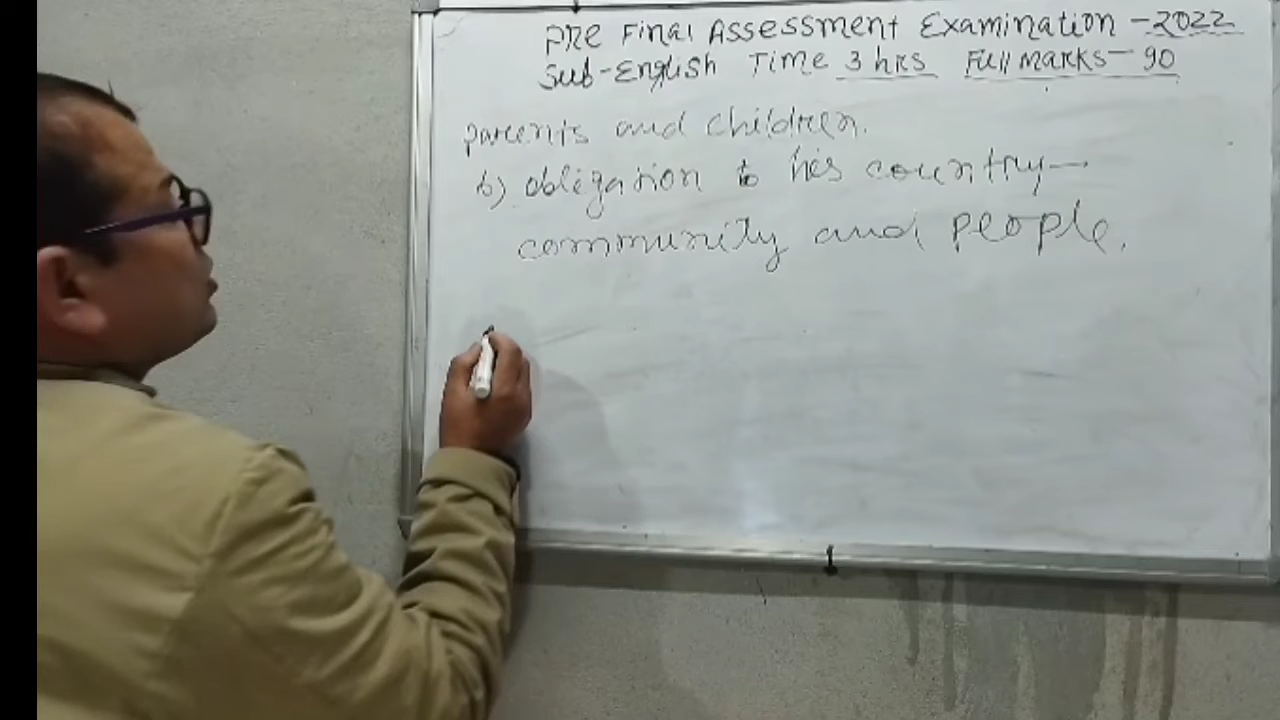 Pre Final Assessment Examination - 2022
Sub-English Time 3 hrs Full Marks - 90
parents and children.
b) obligation to his country -
community and people.